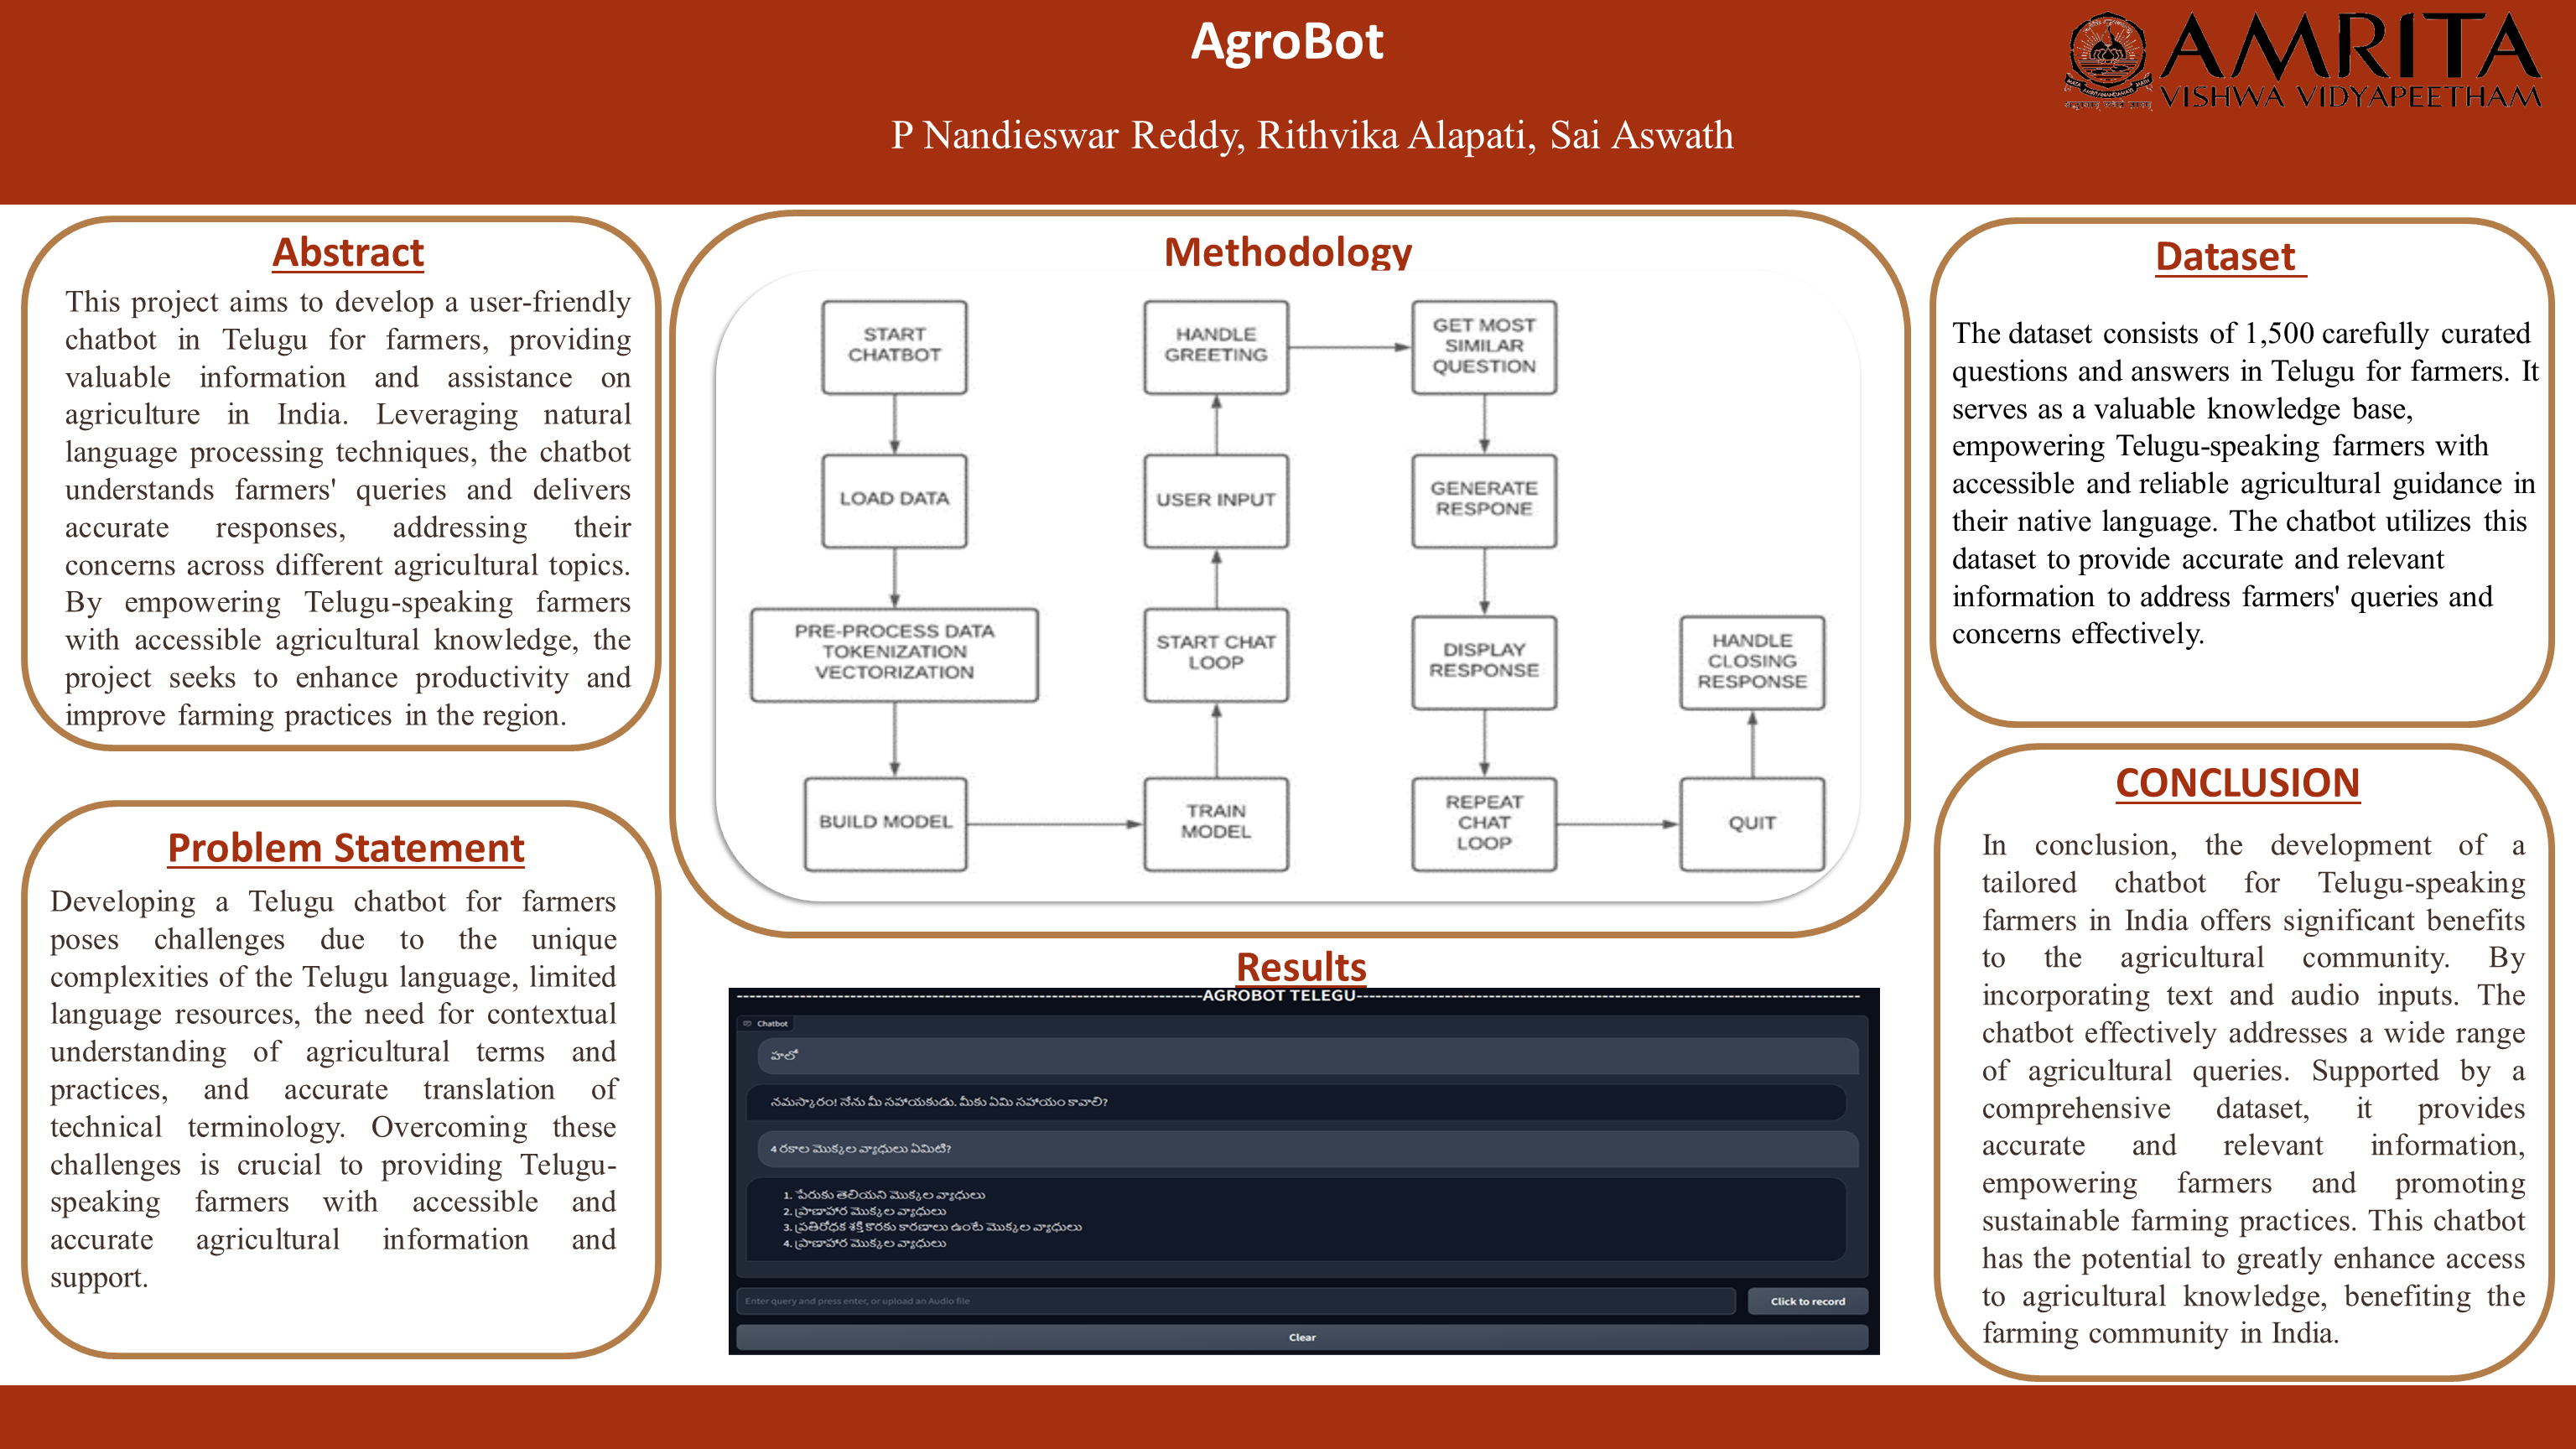 AgroBot
P Nandieswar Reddy, Rithvika Alapati, Sai Aswath
AMRITA
VISHWA VIDYAPEETHAM
Abstract
This project aims to develop a user-friendly
chatbot in Telugu for farmers, providing
valuable information and assistance on
agriculture in India. Leveraging natural
language processing techniques, the chatbot
understands farmers' queries and delivers
accurate responses, addressing their
concerns across different agricultural topics.
By empowering Telugu-speaking farmers
with accessible agricultural knowledge, the
project seeks to enhance productivity and
improve farming practices in the region.
Problem Statement
Developing a Telugu chatbot for farmers
poses challenges due to the unique
complexities of the Telugu language, limited
language resources, the need for contextual
understanding of agricultural terms and
practices, and accurate translation of
technical terminology. Overcoming these
challenges is crucial to providing Telugu-
speaking farmers with accessible and
accurate agricultural information and
support.
Methodology
START
CHATBOT
LOAD DATA
PRE-PROCESS DATA
TOKENIZATION
VECTORIZATION
BUILD MODEL
TRAIN
MODEL
START CHAT
LOOP
USER INPUT
HANDLE
GREETING
GET MOST
SIMILAR
QUESTION
GENERATE
RESPONE
DISPLAY
RESPONSE
REPEAT
CHAT
LOOP
QUIT
HANDLE
CLOSING
RESPONSE
Results
AGROBOT TELEGU
Chatbot
హలో
నమస్కారం! నేను మీ సహాయకుడు. మీకు ఏమి సహాయం కావాలి?
4 రకాల మొక్కల వ్యాధులు ఏమిటి?
1. పేరుకు తెలియని మొక్కల వ్యాధులు
2. ప్రాణాహార మొక్కల వ్యాధులు
3. ప్రతిరోధక శక్తి కొరకు కారణాలు ఉంటే మొక్కల వ్యాధులు
4. ప్రాణాహార మొక్కల వ్యాధులు
Enter query and press enter, or upload an Audio file
Click to record
Clear
Dataset
The dataset consists of 1,500 carefully curated
questions and answers in Telugu for farmers. It
serves as a valuable knowledge base,
empowering Telugu-speaking farmers with
accessible and reliable agricultural guidance in
their native language. The chatbot utilizes this
dataset to provide accurate and relevant
information to address farmers' queries and
concerns effectively.
CONCLUSION
In conclusion, the development of a
tailored chatbot for Telugu-speaking
farmers in India offers significant benefits
to the agricultural community. By
incorporating text and audio inputs. The
chatbot effectively addresses a wide range
of agricultural queries. Supported by a
comprehensive dataset, it provides
accurate and relevant information,
empowering farmers and promoting
sustainable farming practices. This chatbot
has the potential to greatly enhance access
to agricultural knowledge, benefiting the
farming community in India.